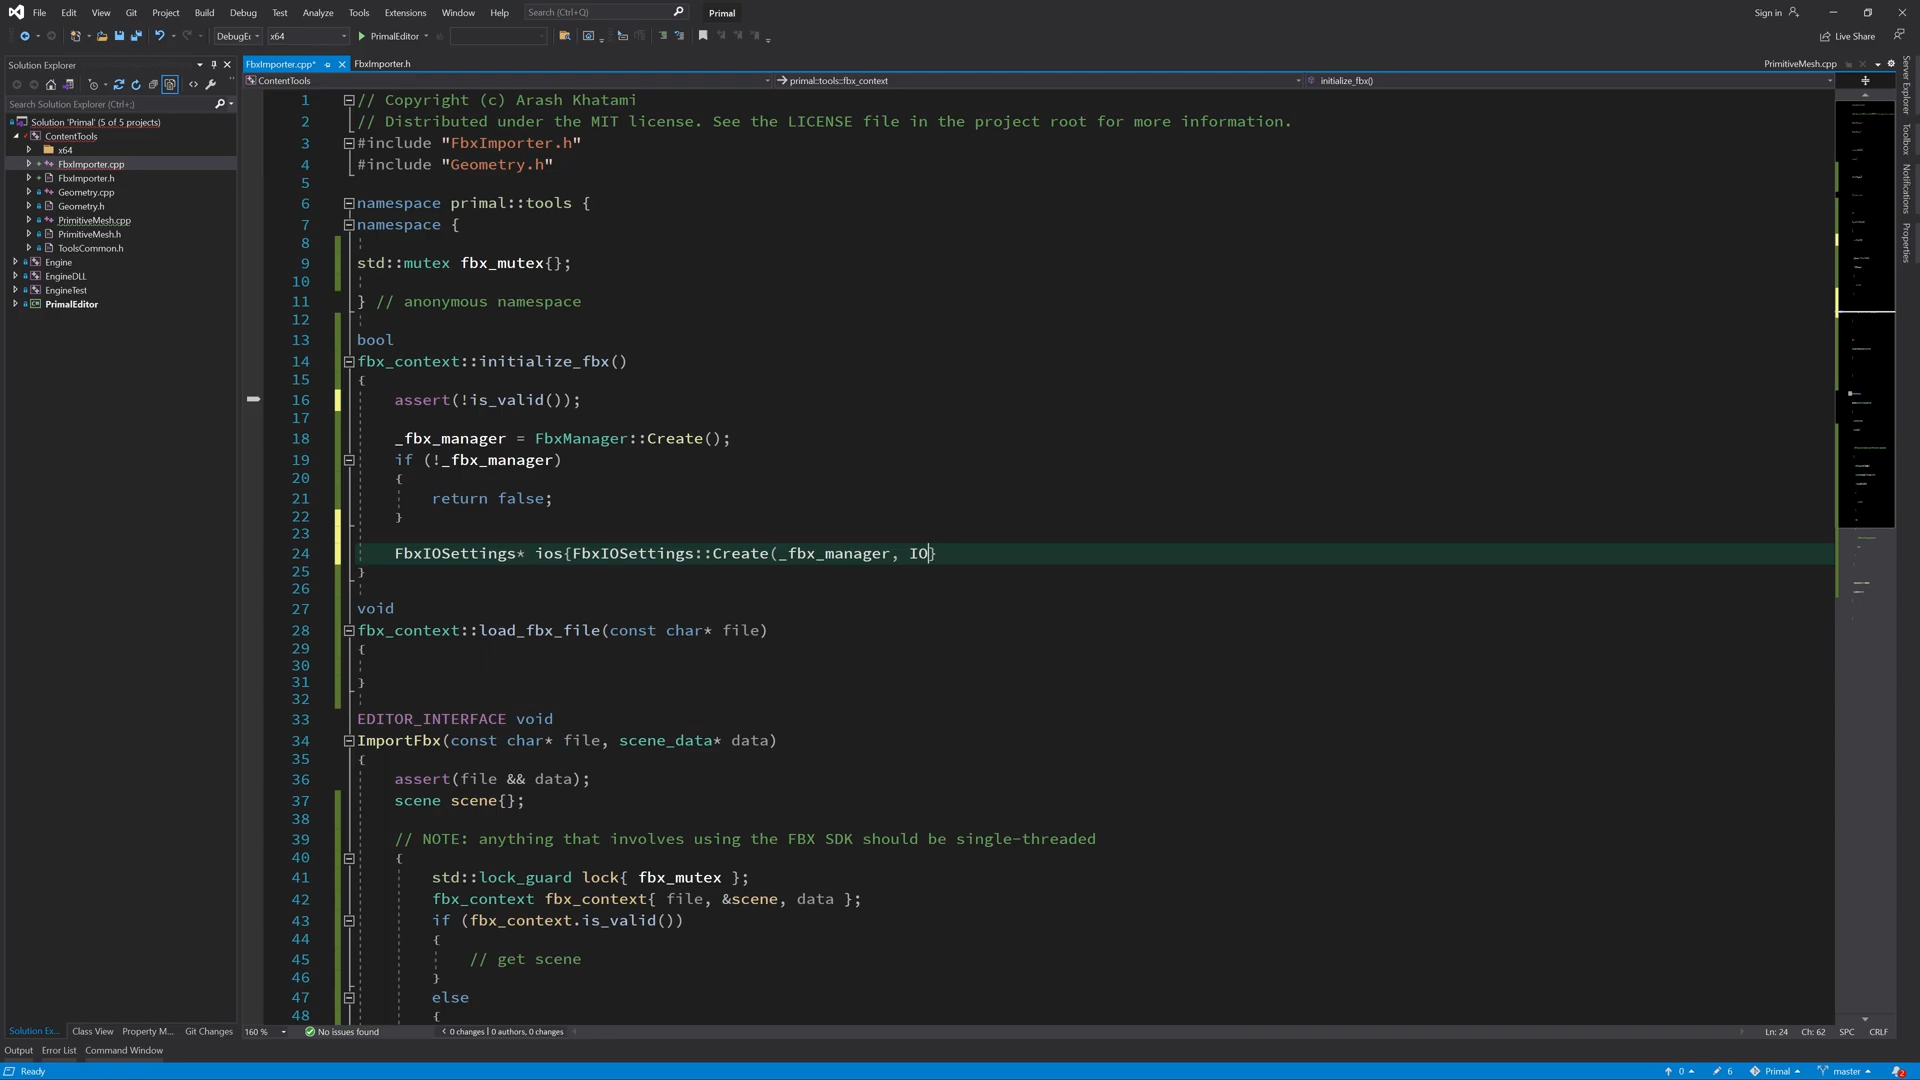 File Edit View Git Project Build Debug Test Analyze Tools Extensions Window Help Search (Ctrl+Q) Primal Sign in
DebugEc x64 PrimalEditor Live Share
Solution Explorer
Search Solution Explorer (Ctrl+;)
Solution 'Primal' (5 of 5 projects)
ContentTools
x64
FbxImporter.cpp
FbxImporter.h
Geometry.cpp
Geometry.h
PrimitiveMesh.cpp
PrimitiveMesh.h
ToolsCommon.h
Engine
EngineDLL
EngineTest
PrimalEditor
FbxImporter.cpp* FbxImporter.h PrimitiveMesh.cpp
ContentTools primal::tools::fbx_context initialize_fbx()
1 // Copyright (c) Arash Khatami
2 // Distributed under the MIT license. See the LICENSE file in the project root for more information.
3 #include "FbxImporter.h"
4 #include "Geometry.h"
5
6 namespace primal::tools {
7 namespace {
8
9 std::mutex fbx_mutex{};
10
11 } // anonymous namespace
12
13 bool
14 fbx_context::initialize_fbx()
15 {
16 assert(!is_valid());
17
18 _fbx_manager = FbxManager::Create();
19 if (!_fbx_manager)
20 {
21 return false;
22 }
23
24 FbxIOSettings* ios{FbxIOSettings::Create(_fbx_manager, IO}
25 }
26
27 void
28 fbx_context::load_fbx_file(const char* file)
29 {
30
31 }
32
33 EDITOR_INTERFACE void
34 ImportFbx(const char* file, scene_data* data)
35 {
36 assert(file && data);
37 scene scene{};
38
39 // NOTE: anything that involves using the FBX SDK should be single-threaded
40 {
41 std::lock_guard lock{ fbx_mutex };
42 fbx_context fbx_context{ file, &scene, data };
43 if (fbx_context.is_valid())
44 {
45 // get scene
46 }
47 else
48 {
Server Explorer
Toolbox
Notifications
Properties
Solution Ex... Class View Property M... Git Changes 160 % No issues found 0 changes | 0 authors, 0 changes Ln: 24 Ch: 62 SPC CRLF
Output Error List Command Window
Ready 0 6 Primal master 2